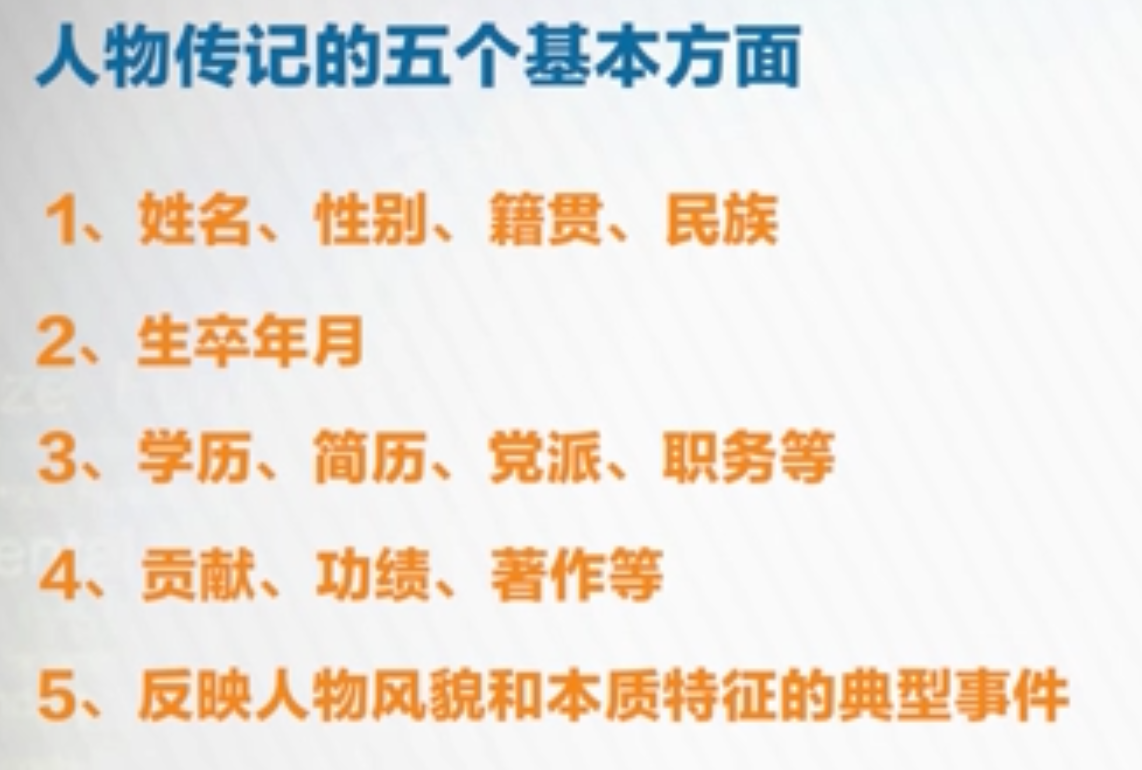 人物传记的五个基本方面
1、姓名、性别、籍贯、民族
2、生卒年月
3、学历、简历、党派、职务等
4、贡献、功绩、著作等
5、反映人物风貌和本质特征的典型事件